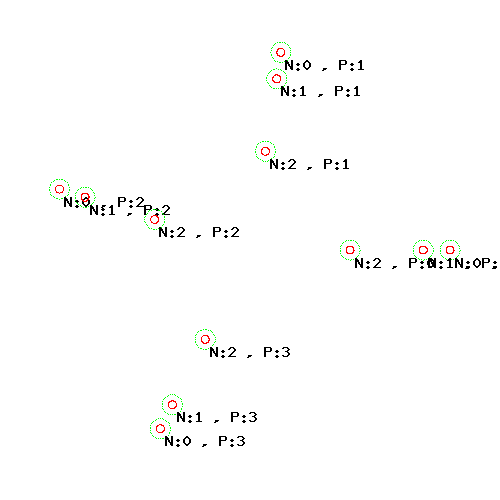 N:0 , P:1
N:1 , P:1
N:2 , P:1
N:0 , P:2
N:1 , P:2
N:2 , P:2
N:2 , P:0
N:1
N:0
N:2 , P:3
N:1 , P:3
N:0 , P:3